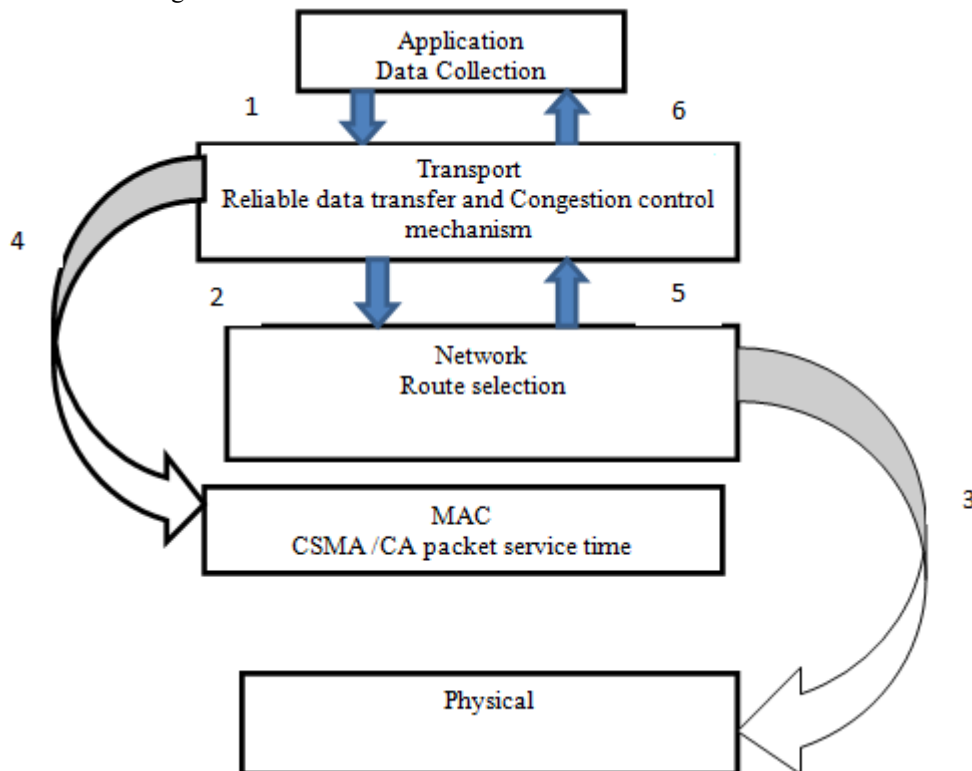 Application
Data Collection
1
6
Transport
Reliable data transfer and Congestion control
mechanism
4
2
5
Network
Route selection
3
MAC
CSMA /CA packet service time
Physical